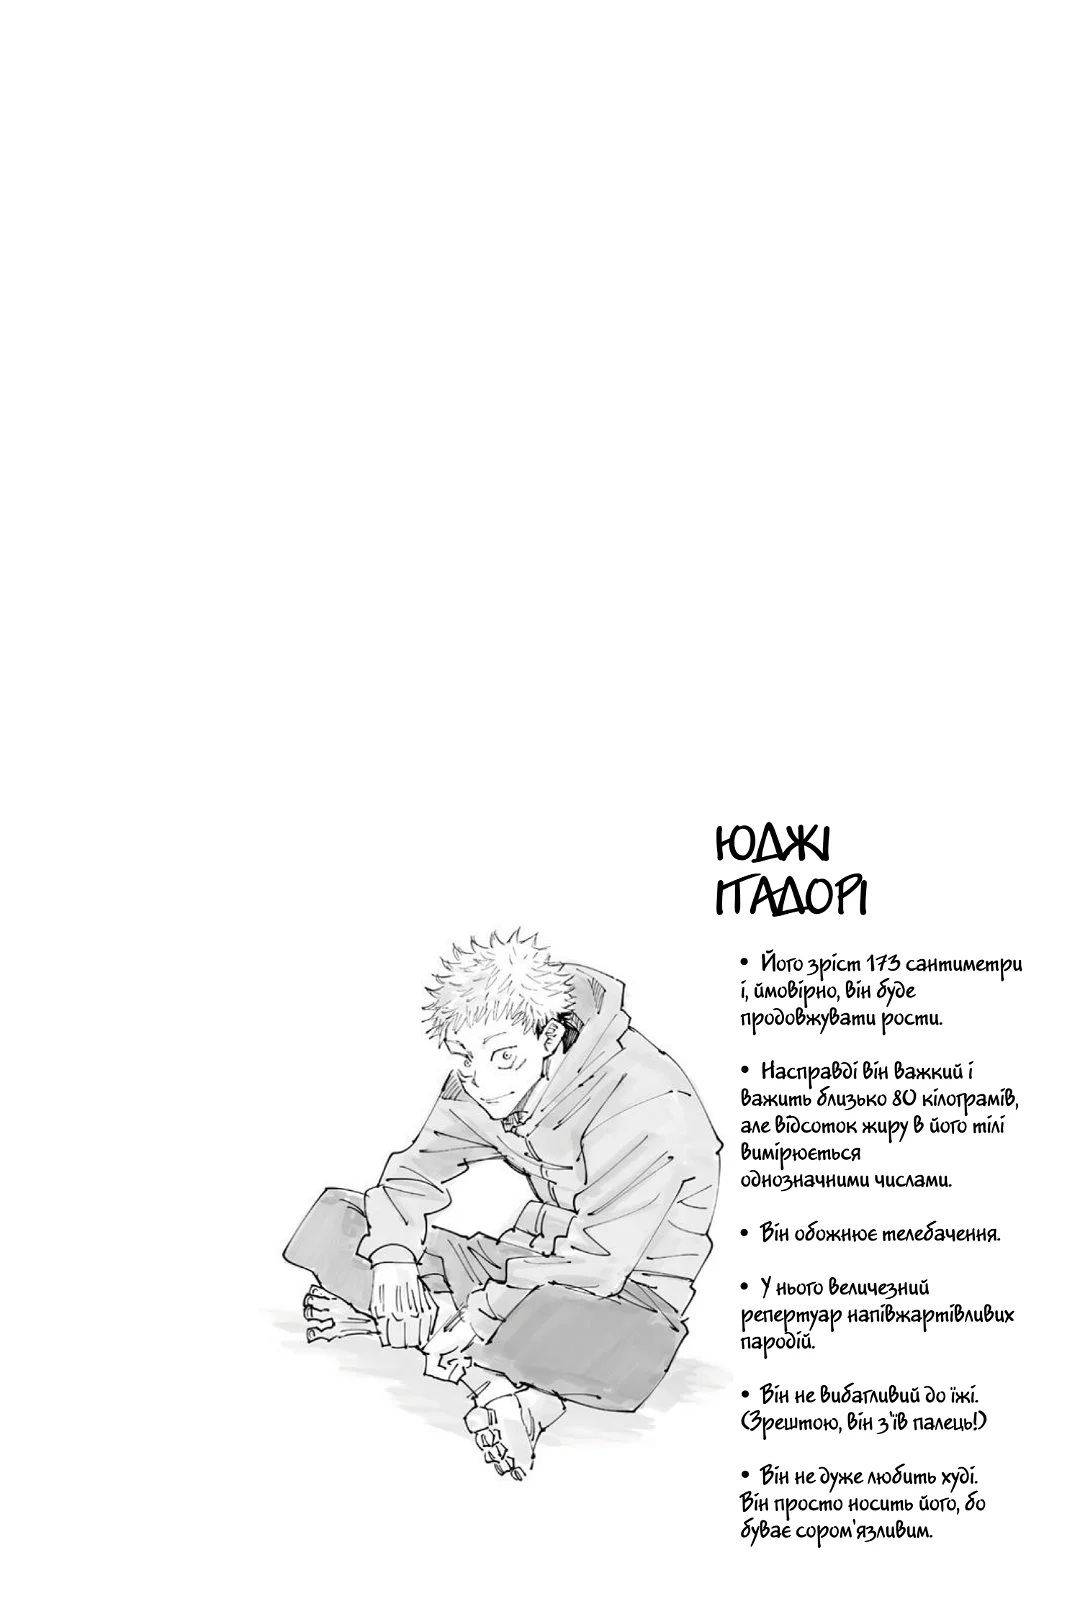 ЮДЖІ
ІТАДОРІ
• Його зріст 173 сантиметри
і, ймовірно, він буде
продовжувати рости.
• Насправді він важкий і
важить близько 80 кілограмів,
але відсоток жиру в його тілі
вимірюється
однозначними числами.
• Він обожнює телебачення.
• У нього величезний
репертуар напівжартівливих
пародій.
• Він не вибагливий до їжі.
(Зрештою, він з'їв палець!)
• Він не дуже любить худі.
Він просто носить його, бо
буває сором'язливим.